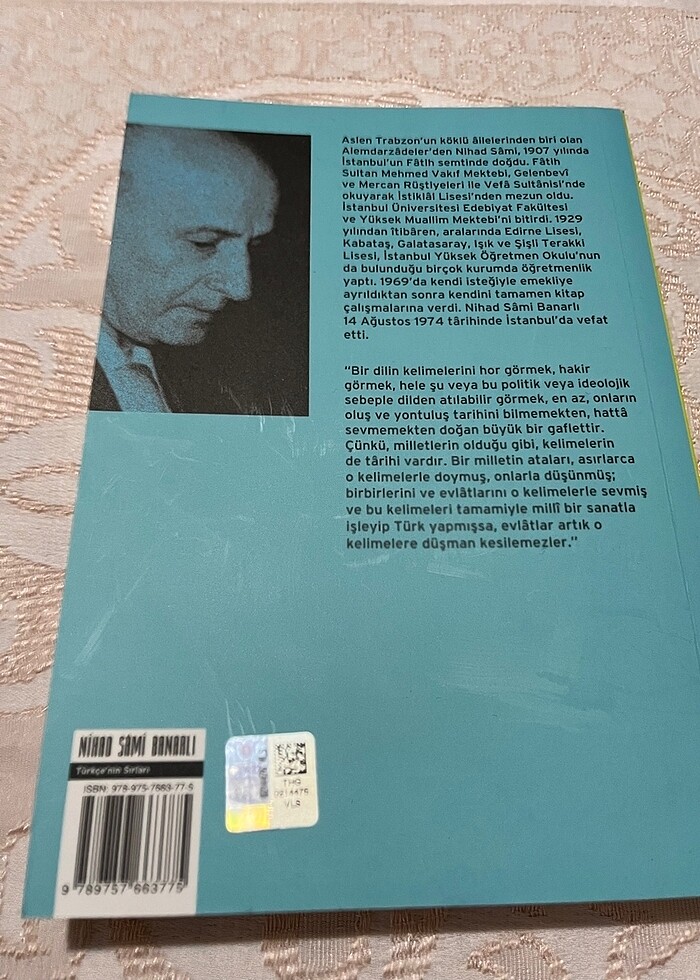 Aslen Trabzon'un köklü âilelerinden biri olan
Alemdarzâdeler'den Nihad Sâmi, 1907 yılında
İstanbul'un Fâtih semtinde doğdu. Fâtih
Sultan Mehmed Vakıf Mektebi, Gelenbevî
ve Mercan Rüştiyeleri ile Vefâ Sultânisi'nde
okuyarak İstiklâl Lisesi'nden mezun oldu.
İstanbul Üniversitesi Edebiyat Fakültesi
ve Yüksek Muallim Mektebi'ni bitirdi. 1929
yılından îtibâren, aralarında Edirne Lisesi,
Kabataş, Galatasaray, Işık ve Şişli Terakki
Lisesi, İstanbul Yüksek Öğretmen Okulu'nun
da bulunduğu birçok kurumda öğretmenlik
yaptı. 1969'da kendi isteğiyle emekliye
ayrıldıktan sonra kendini tamamen kitap
çalışmalarına verdi. Nihad Sâmi Banarlı
14 Ağustos 1974 târihinde İstanbul'da vefat
etti.
"Bir dilin kelimelerini hor görmek, hakir
görmek, hele şu veya bu politik veya ideolojik
sebeple dilden atılabilir görmek, en az, onların
oluş ve yontuluş tarihini bilmemekten, hattâ
sevmemekten doğan büyük bir gaflettir.
Çünkü, milletlerin olduğu gibi, kelimelerin
de târihi vardır. Bir milletin ataları, asırlarca
o kelimelerle doymuş, onlarla düşünmüş;
birbirlerini ve evlâtlarını o kelimelerle sevmiş
ve bu kelimeleri tamamiyle millî bir sanatla
işleyip Türk yapmışsa, evlâtlar artık o
kelimelere düşman kesilemezler."
NİHAD SÂMİ BANARLI
Türkçe'nin Sırları
ISBN: 978-975-7663-77-5
9 789757 663775
THG
0914475
VLS